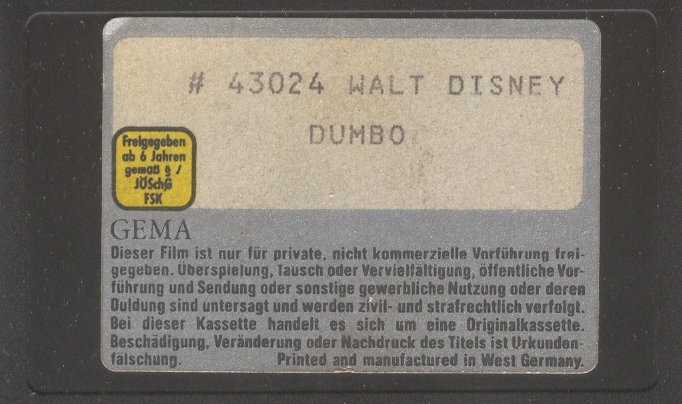 # 43024 WALT DISNEY
DUMBO
Freigegeben
ab 6 Jahren
gemäß § 7
JÖSchG
FSK
GEMA
Dieser Film ist nur für private, nicht kommerzielle Vorführung frei-
gegeben. Überspielung, Tausch oder Vervielfältigung, öffentliche Vor-
führung und Sendung oder sonstige gewerbliche Nutzung oder deren
Duldung sind untersagt und werden zivil- und strafrechtlich verfolgt.
Bei dieser Kassette handelt es sich um eine Originalkassette.
Beschädigung, Veränderung oder Nachdruck des Titels ist Urkunden-
fälschung. Printed and manufactured in West Germany.